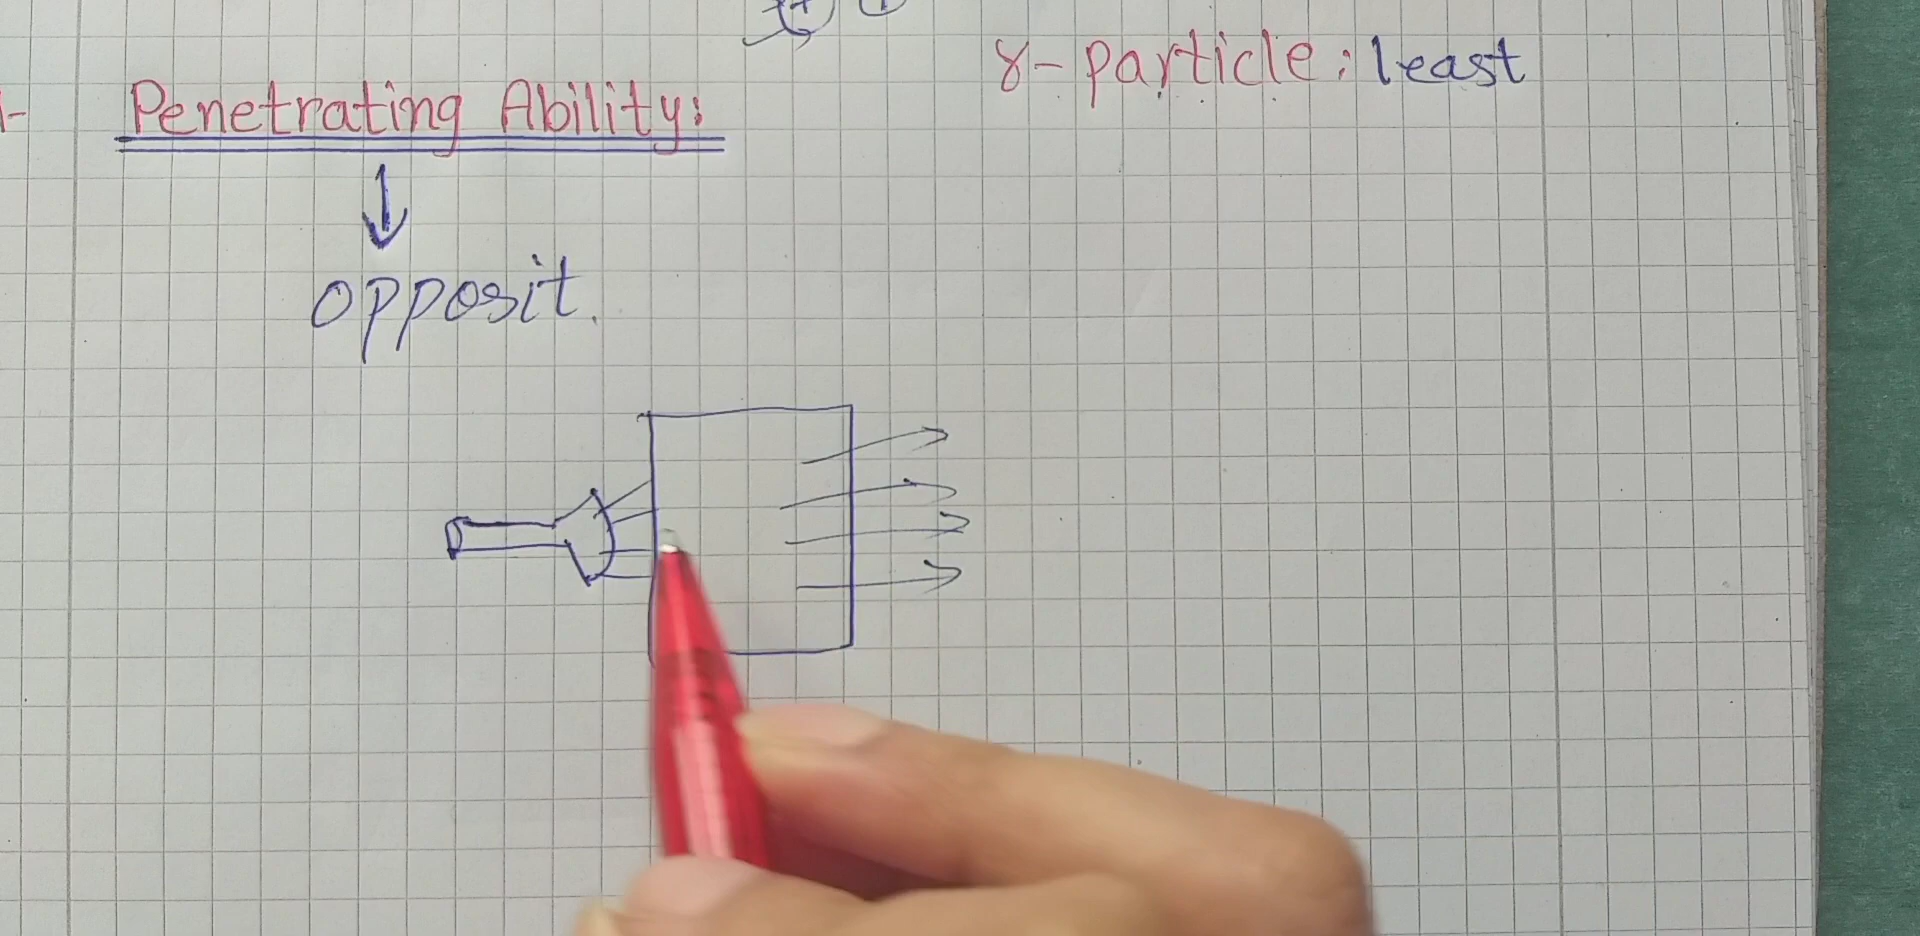 γ- particle: least
Penetrating Ability:
opposit.